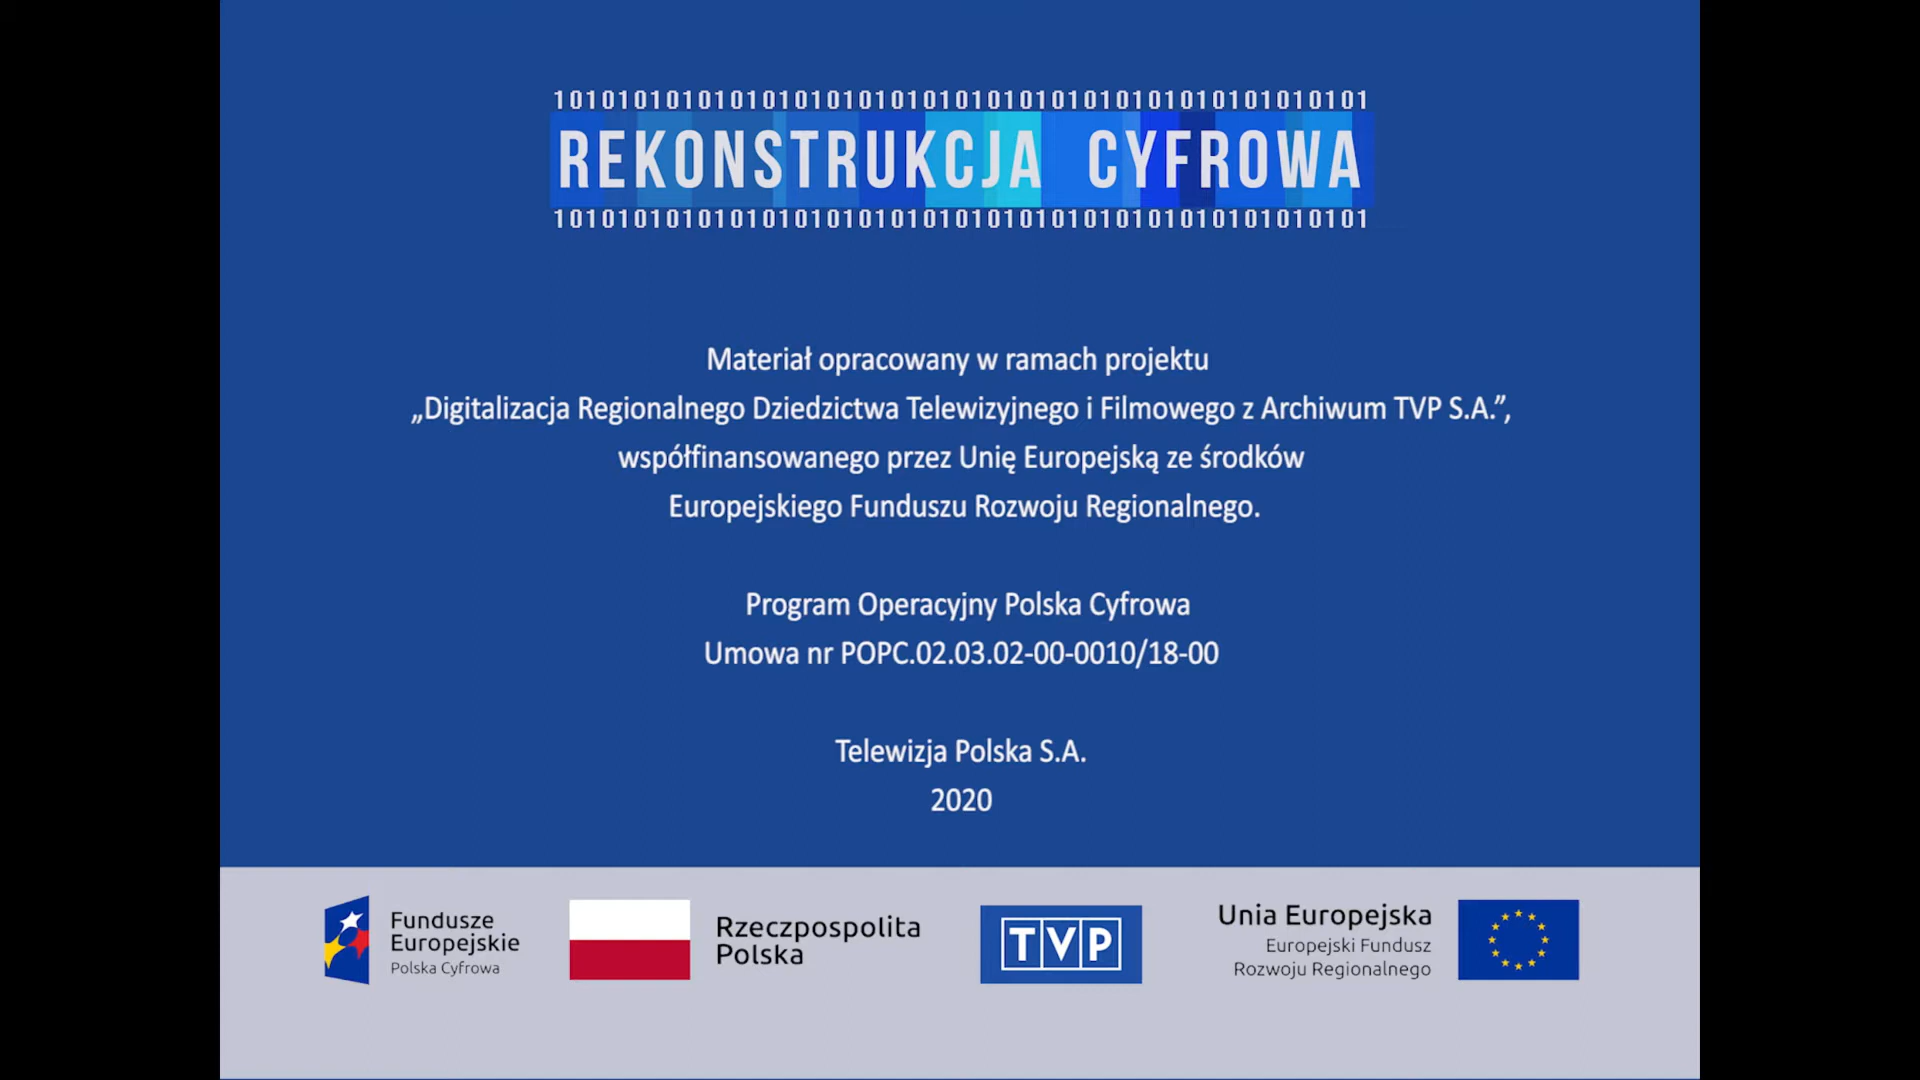 101010101010101010101010101010101010101010101010101
REKONSTRUKCJA CYFROWA
101010101010101010101010101010101010101010101010101
Materiał opracowany w ramach projektu
„Digitalizacja Regionalnego Dziedzictwa Telewizyjnego i Filmowego z Archiwum TVP S.A.”,
współfinansowanego przez Unię Europejską ze środków
Europejskiego Funduszu Rozwoju Regionalnego.
Program Operacyjny Polska Cyfrowa
Umowa nr POPC.02.03.02-00-0010/18-00
Telewizja Polska S.A.
2020
Fundusze
Europejskie
Polska Cyfrowa
Rzeczpospolita
Polska
TVP
Unia Europejska
Europejski Fundusz
Rozwoju Regionalnego